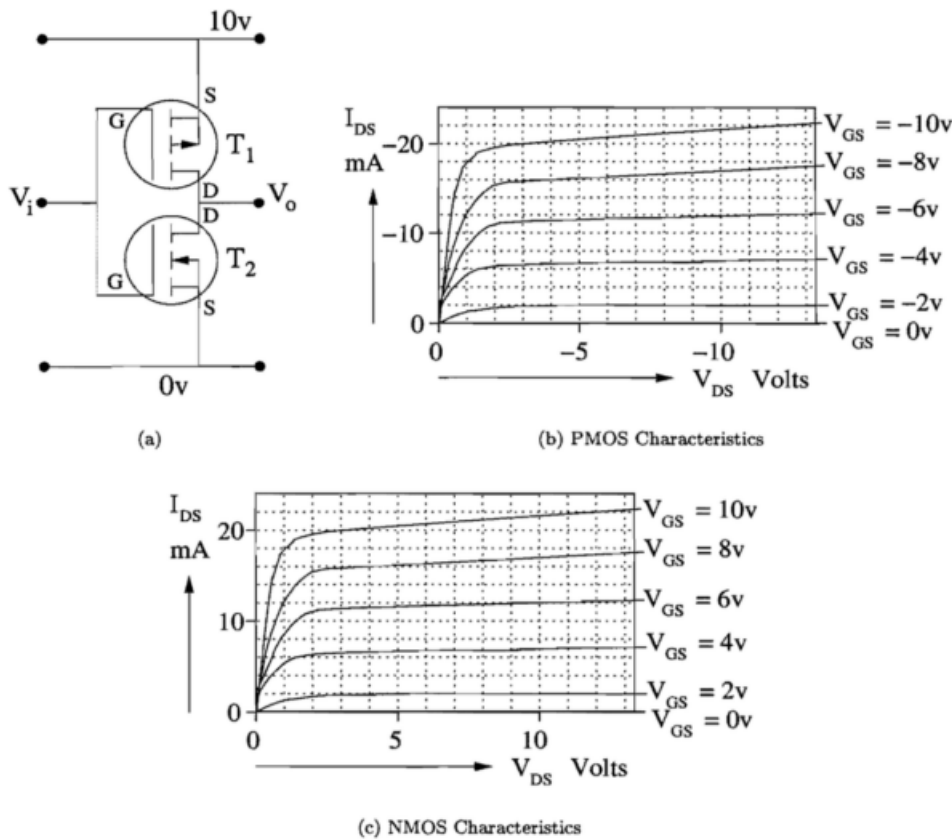 10v
S
G
T1
D
Vi
Vo
D
T2
G
S
0v
(a)
IDS
mA
-20
-10
0
0
-5
-10
VDS Volts
VGS = -10v
VGS = -8v
VGS = -6v
VGS = -4v
VGS = -2v
VGS = 0v
(b) PMOS Characteristics
IDS
mA
20
10
0
0
5
10
VDS Volts
VGS = 10v
VGS = 8v
VGS = 6v
VGS = 4v
VGS = 2v
VGS = 0v
(c) NMOS Characteristics